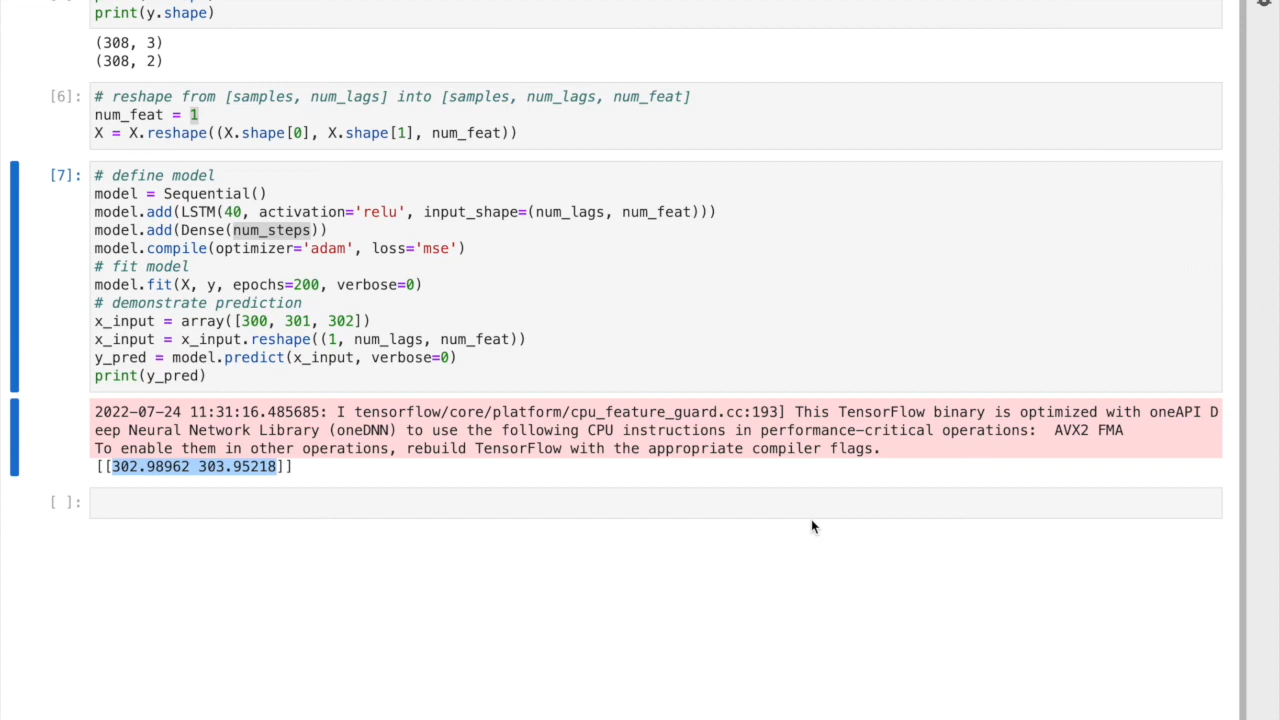 print(y.shape)
(308, 3)
(308, 2)
[6]: # reshape from [samples, num_lags] into [samples, num_lags, num_feat]
num_feat = 1
X = X.reshape((X.shape[0], X.shape[1], num_feat))
[7]: # define model
model = Sequential()
model.add(LSTM(40, activation='relu', input_shape=(num_lags, num_feat)))
model.add(Dense(num_steps))
model.compile(optimizer='adam', loss='mse')
# fit model
model.fit(X, y, epochs=200, verbose=0)
# demonstrate prediction
x_input = array([300, 301, 302])
x_input = x_input.reshape((1, num_lags, num_feat))
y_pred = model.predict(x_input, verbose=0)
print(y_pred)
2022-07-24 11:31:16.485685: I tensorflow/core/platform/cpu_feature_guard.cc:193] This TensorFlow binary is optimized with oneAPI D
eep Neural Network Library (oneDNN) to use the following CPU instructions in performance-critical operations:  AVX2 FMA
To enable them in other operations, rebuild TensorFlow with the appropriate compiler flags.
[[302.98962 303.95218]]
[ ]: